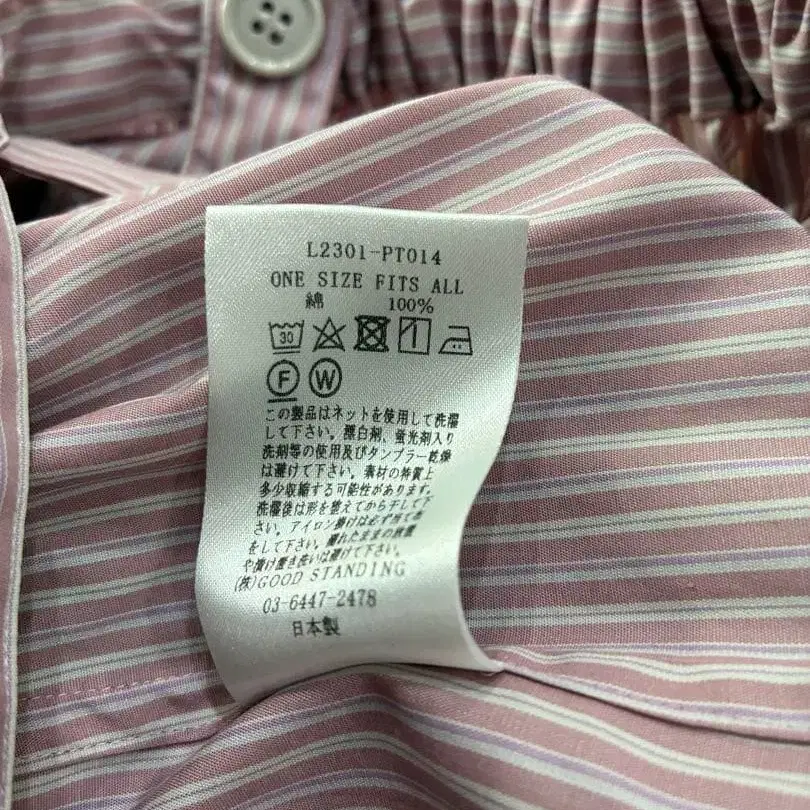 L2301-PT014
ONE SIZE FITS ALL
綿 100%
30
F W
この製品はネットを使用して洗濯
して下さい。漂白剤、蛍光剤入り
洗剤等の使用及びタンブラー乾燥
は避けて下さい。素材の特質上
多少収縮する可能性があります。
洗濯後は形を整えてから干して下
さい。アイロン掛けは必ず当て布
をして下さい。濡れたままの放置
や漬け置き洗いは避けて下さい。
(株)GOOD STANDING
03-6447-2478
日本製